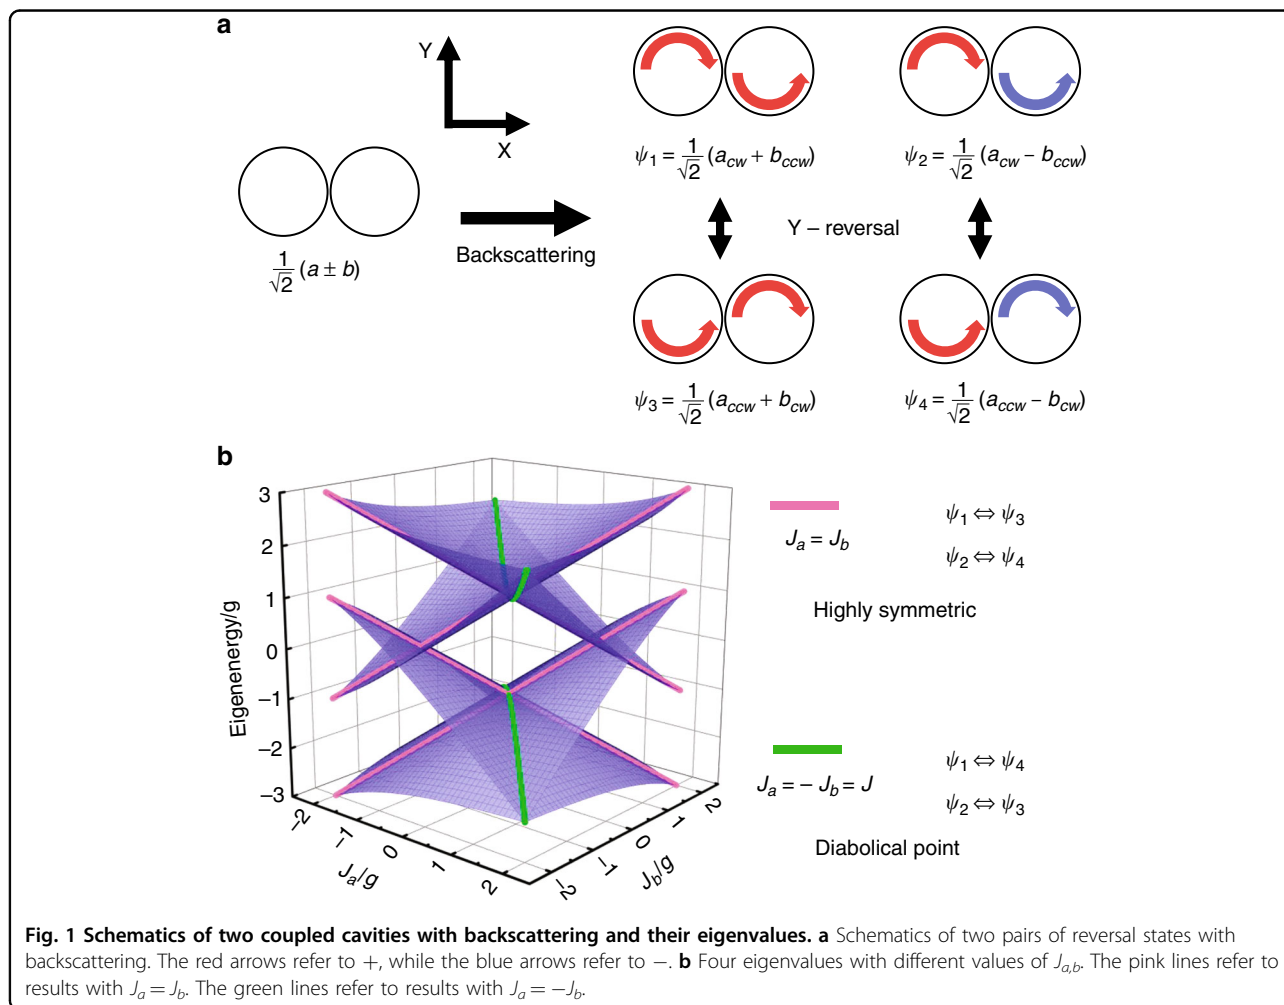 a
Y
X
ψ1 = 1/√2 (acw + bccw)
ψ2 = 1/√2 (acw – bccw)
Y – reversal
Backscattering
1/√2 (a ± b)
ψ3 = 1/√2 (accw + bcw)
ψ4 = 1/√2 (accw – bcw)
b
Eigenenergy/g
3
2
1
0
–1
–2
–3
–2
–1
0
1
2
Ja/g
–2
–1
0
1
2
Jb/g
Ja = Jb
ψ1 ⇔ ψ3
ψ2 ⇔ ψ4
Highly symmetric
Ja = – Jb = J
ψ1 ⇔ ψ4
ψ2 ⇔ ψ3
Diabolical point
Fig. 1 Schematics of two coupled cavities with backscattering and their eigenvalues. a Schematics of two pairs of reversal states with
backscattering. The red arrows refer to +, while the blue arrows refer to −. b Four eigenvalues with different values of Ja,b. The pink lines refer to
results with Ja = Jb. The green lines refer to results with Ja = −Jb.